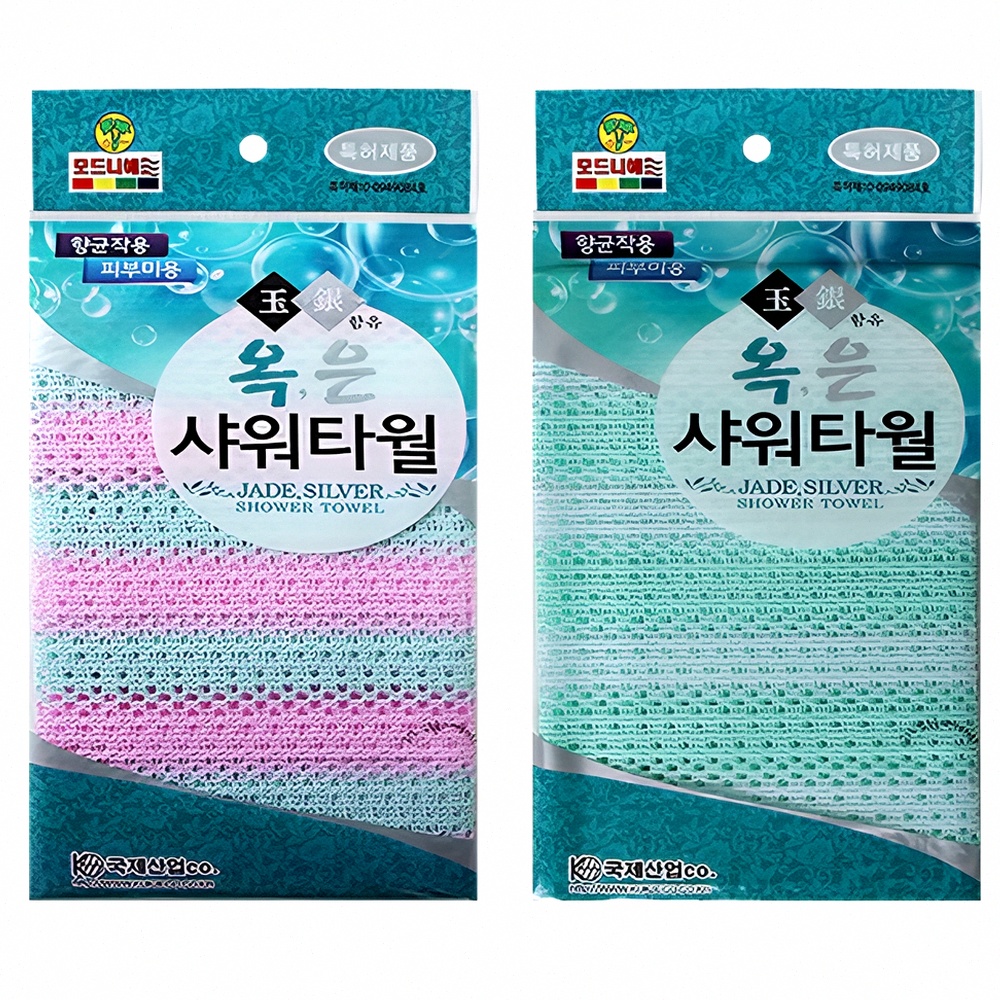 모드니에
특허제품
항균작용
피부미용
玉 銀 함유
옥,은
샤워타월
JADE, SILVER
SHOWER TOWEL
국제산업co.
모드니에
특허제품
항균작용
피부미용
玉 銀 함유
옥,은
샤워타월
JADE, SILVER
SHOWER TOWEL
국제산업co.